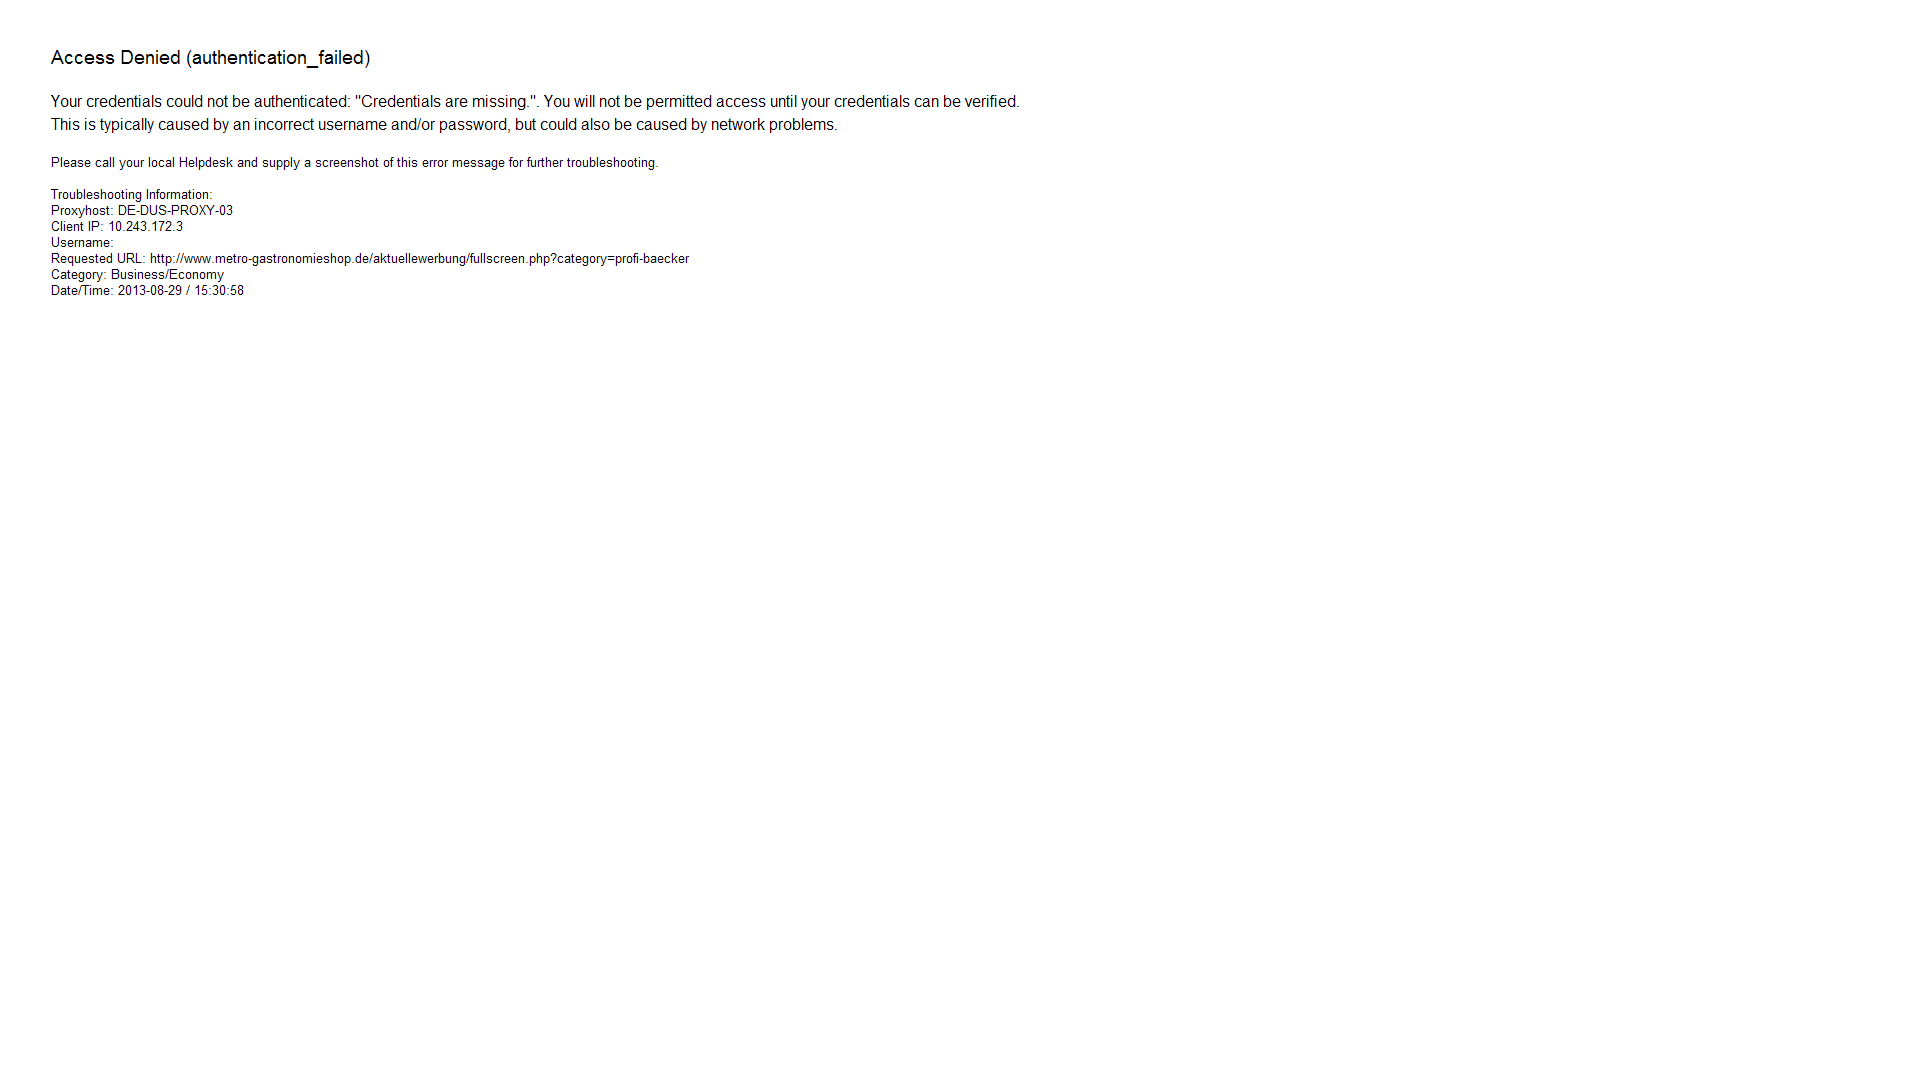 Access Denied (authentication_failed)
Your credentials could not be authenticated: "Credentials are missing.". You will not be permitted access until your credentials can be verified.
This is typically caused by an incorrect username and/or password, but could also be caused by network problems.
Please call your local Helpdesk and supply a screenshot of this error message for further troubleshooting.
Troubleshooting Information:
Proxyhost: DE-DUS-PROXY-03
Client IP: 10.243.172.3
Username:
Requested URL: http://www.metro-gastronomieshop.de/aktuellewerbung/fullscreen.php?category=profi-baecker
Category: Business/Economy
Date/Time: 2013-08-29 / 15:30:58